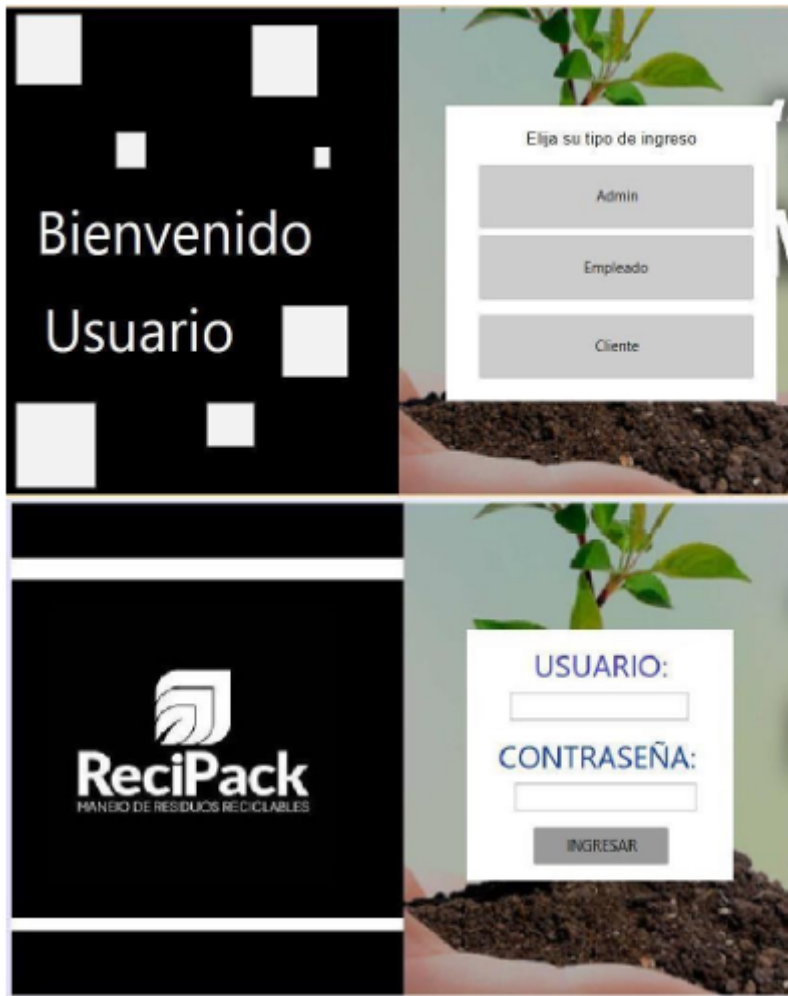 Bienvenido
Usuario
Elija su tipo de ingreso
Admin
Empleado
Cliente
ReciPack
MANEJO DE RESIDUOS RECICLABLES
USUARIO:
CONTRASEÑA:
INGRESAR